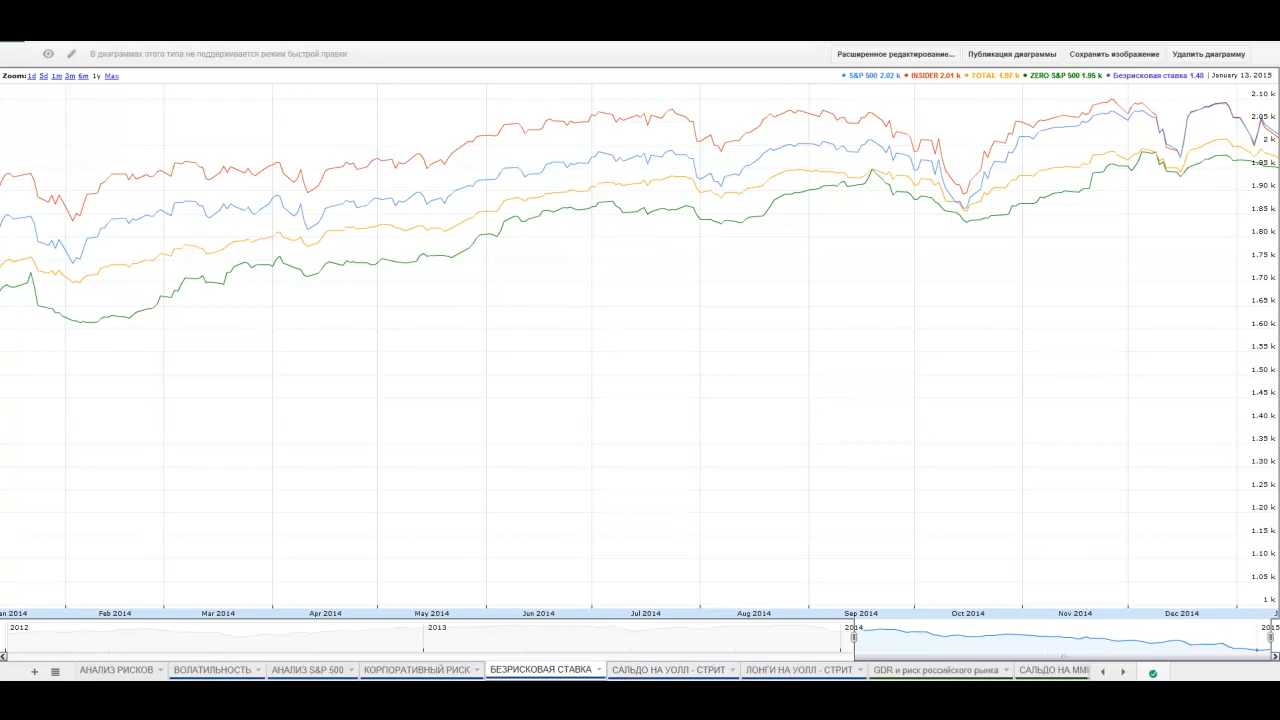 В диаграммах этого типа не поддерживается режим быстрой правки
Расширенное редактирование... Публикация диаграммы Сохранить изображение Удалить диаграмму
Zoom: 1d 5d 1m 3m 6m 1y Max
S&P 500 2.02 k INSIDER 2.01 k TOTAL 1.97 k ZERO S&P 500 1.95 k Безрисковая ставка 1.48 | January 13, 2015
2.10 k
2.05 k
2 k
1.95 k
1.90 k
1.85 k
1.80 k
1.75 k
1.70 k
1.65 k
1.60 k
1.55 k
1.50 k
1.45 k
1.40 k
1.35 k
1.30 k
1.25 k
1.20 k
1.15 k
1.10 k
1.05 k
1 k
an 2014 Feb 2014 Mar 2014 Apr 2014 May 2014 Jun 2014 Jul 2014 Aug 2014 Sep 2014 Oct 2014 Nov 2014 Dec 2014 J
2012 2013 2014 2015
АНАЛИЗ РИСКОВ ВОЛАТИЛЬНОСТЬ АНАЛИЗ S&P 500 КОРПОРАТИВНЫЙ РИСК БЕЗРИСКОВАЯ СТАВКА САЛЬДО НА УОЛЛ - СТРИТ ЛОНГИ НА УОЛЛ - СТРИТ GDR и риск российского рынка САЛЬДО НА ММ